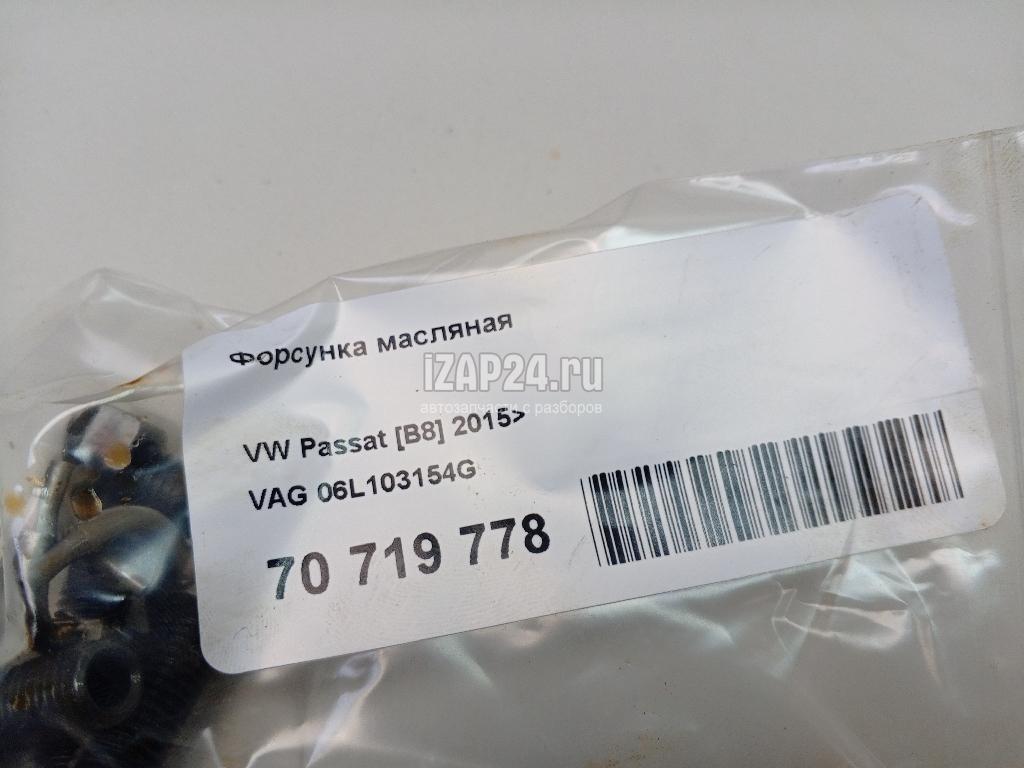 Форсунка масляная
iZAP24.ru
автозапчасти с разборов
VW Passat [B8] 2015>
VAG 06L103154G
70 719 778